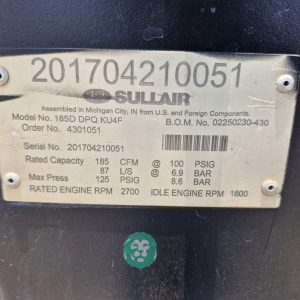 201704210051
SULLAIR
Assembled in Michigan City, IN from U.S. and Foreign Components.
Model No. 185D DPQ KU4F B.O.M. No. 02250230-430
Order No. 4301051
Serial No. 201704210051
Rated Capacity 185 CFM @ 100 PSIG
87 L/S @ 6.9 BAR
Max Press 125 PSIG 8.6 BAR
RATED ENGINE RPM 2700 IDLE ENGINE RPM 1800